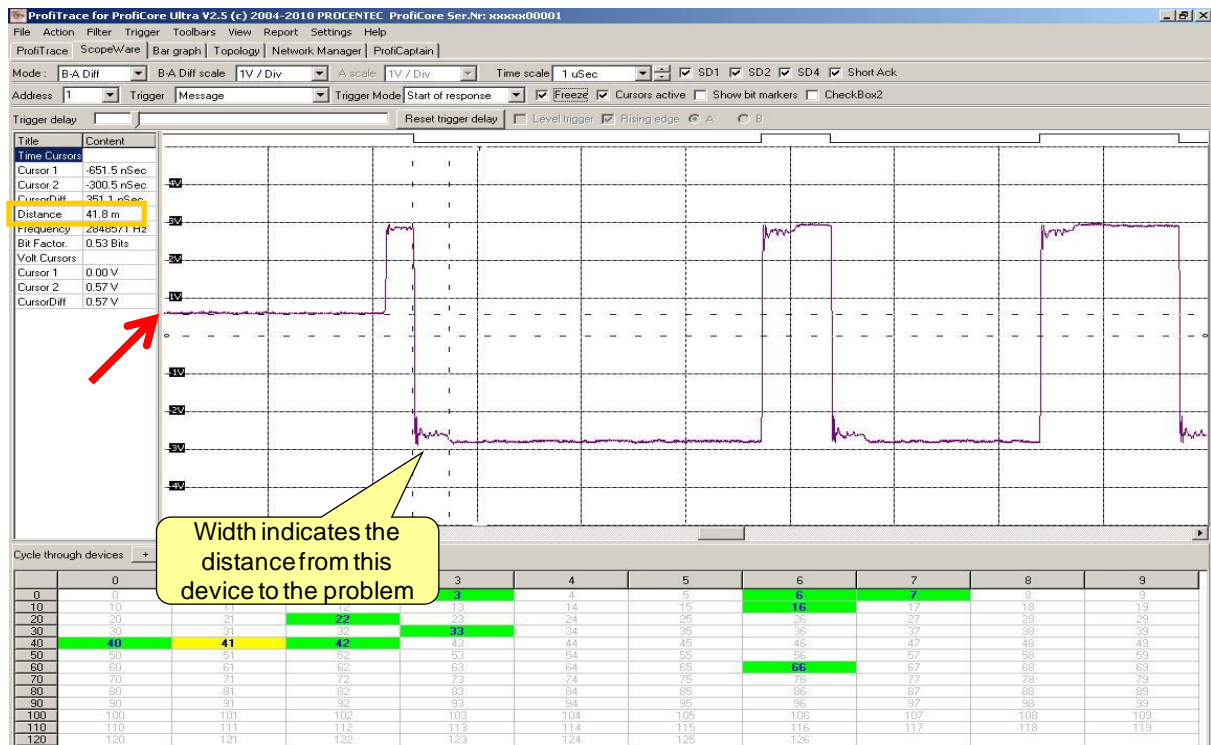 ProfiTrace for ProfiCore Ultra V2.5 (c) 2004-2010 PROCENTEC ProfiCore Ser.Nr: xxxxx00001
File Action Filter Trigger Toolbars View Report Settings Help
ProfiTrace ScopeWare Bar graph Topology Network Manager ProfiCaptain
Mode : B-A Diff B-A Diff scale 1V / Div A scale 1V / Div Time scale 1 uSec SD1 SD2 SD4 Short Ack
Address 1 Trigger Message Trigger Mode Start of response Freeze Cursors active Show bit markers CheckBox2
Trigger delay Reset trigger delay Level trigger Rising edge A B
Title Content
Time Cursors
Cursor 1 -651.5 nSec
Cursor 2 -300.5 nSec
CursorDiff 351.1 nSec
Distance 41.8 m
Frequency 2848571 Hz
Bit Factor. 0.53 Bits
Volt Cursors
Cursor 1 0.00 V
Cursor 2 0.57 V
CursorDiff 0.57 V
4V
3V
2V
1V
-1V
-2V
-3V
-4V
Width indicates the
distance from this
device to the problem
Cycle through devices +
0 3 4 5 6 7 8 9
0 0 3 4 5 6 7 8 9
10 10 11 12 13 14 15 16 17 18 19
20 20 21 22 23 24 25 26 27 28 29
30 30 31 32 33 34 35 36 37 38 39
40 40 41 42 43 44 45 46 47 48 49
50 50 51 52 53 54 55 56 57 58 59
60 60 61 62 63 64 65 66 67 68 69
70 70 71 72 73 74 75 76 77 78 79
80 80 81 82 83 84 85 86 87 88 89
90 90 91 92 93 94 95 96 97 98 99
100 100 101 102 103 104 105 106 107 108 109
110 110 111 112 113 114 115 116 117 118 119
120 120 121 122 123 124 125 126